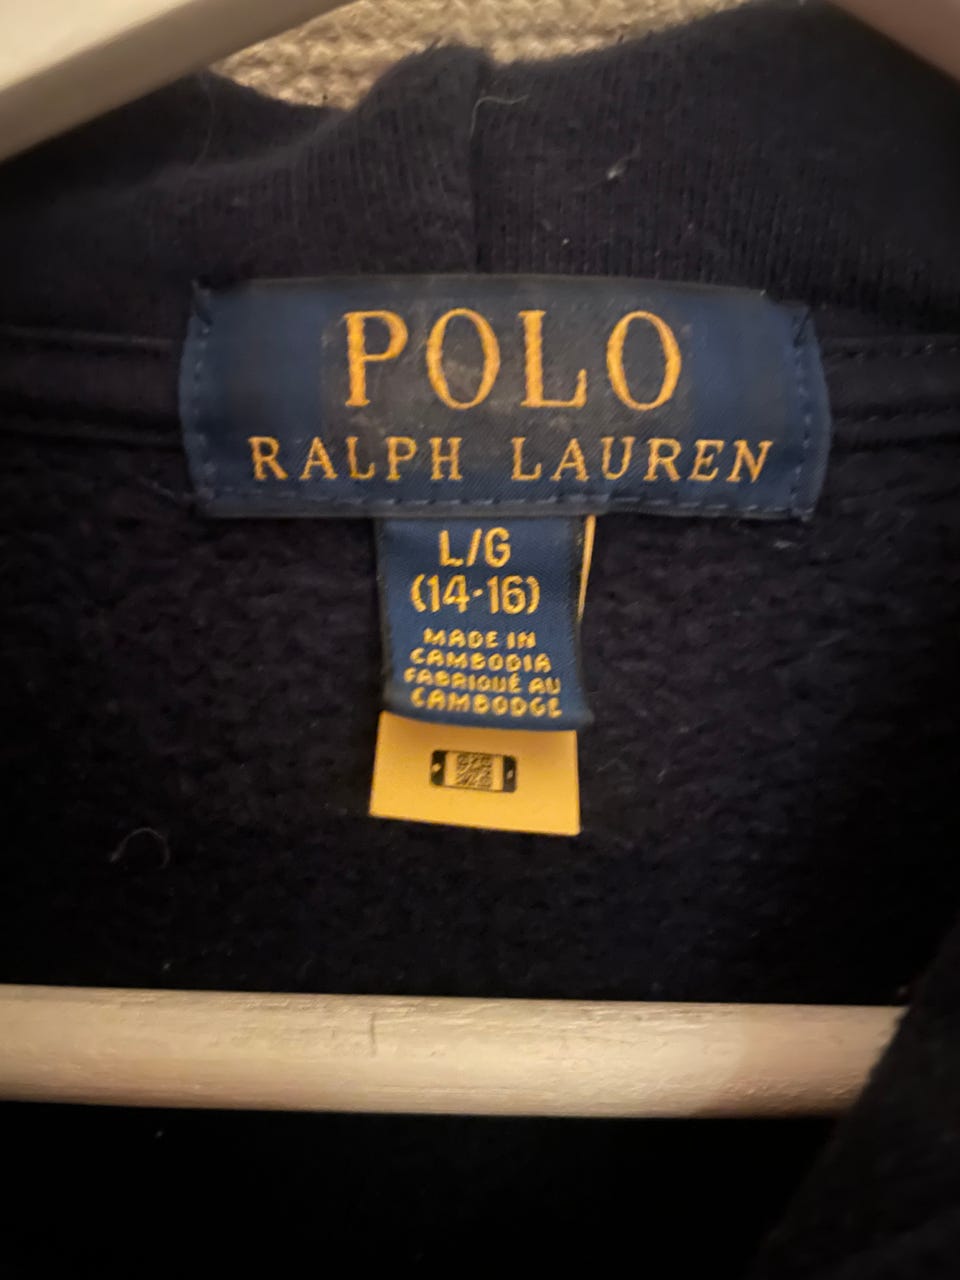 POLO
RALPH LAUREN
L/G
(14-16)
MADE IN
CAMBODIA
FABRIQUÉ AU
CAMBODGE